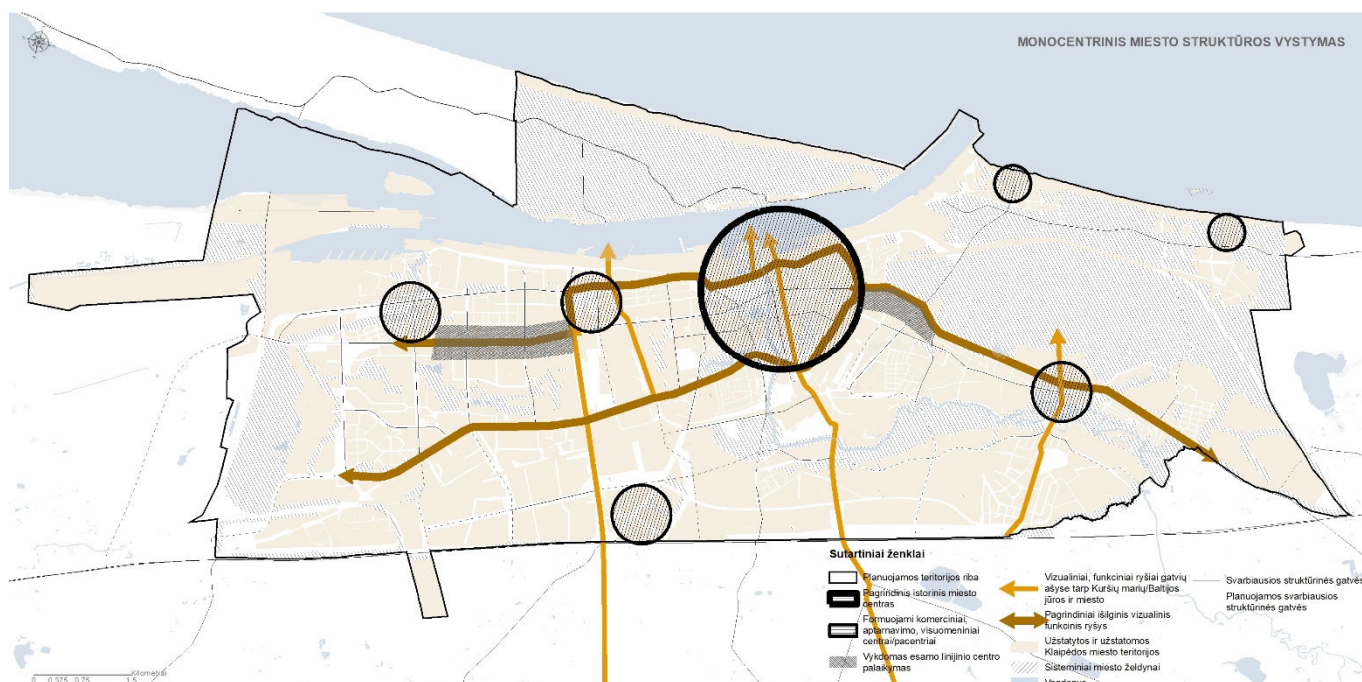 MONOCENTRINIS MIESTO STRUKTŪROS VYSTYMAS
Sutartiniai ženklai
Planuojamos teritorijos riba
Pagrindinis istorinis miesto
centras
Formuojami komerciniai,
aptarnavimo, visuomeniniai
centrai/pacentriai
Vykdomas esamo linijinio centro
palaikymas
Vizualiniai, funkciniai ryšiai gatvių
ašyse tarp Kuršių marių/Baltijos
jūros ir miesto
Pagrindiniai išilginis vizualinis
funkcinis ryšys
Užstatytos ir užstatomos
Klaipėdos miesto teritorijos
Sisteminiai miesto želdynai
Svarbiausios struktūrinės gatvės
Planuojamos svarbiausios
struktūrinės gatvės
Kilometrai
0 0.375 0.75 1.5